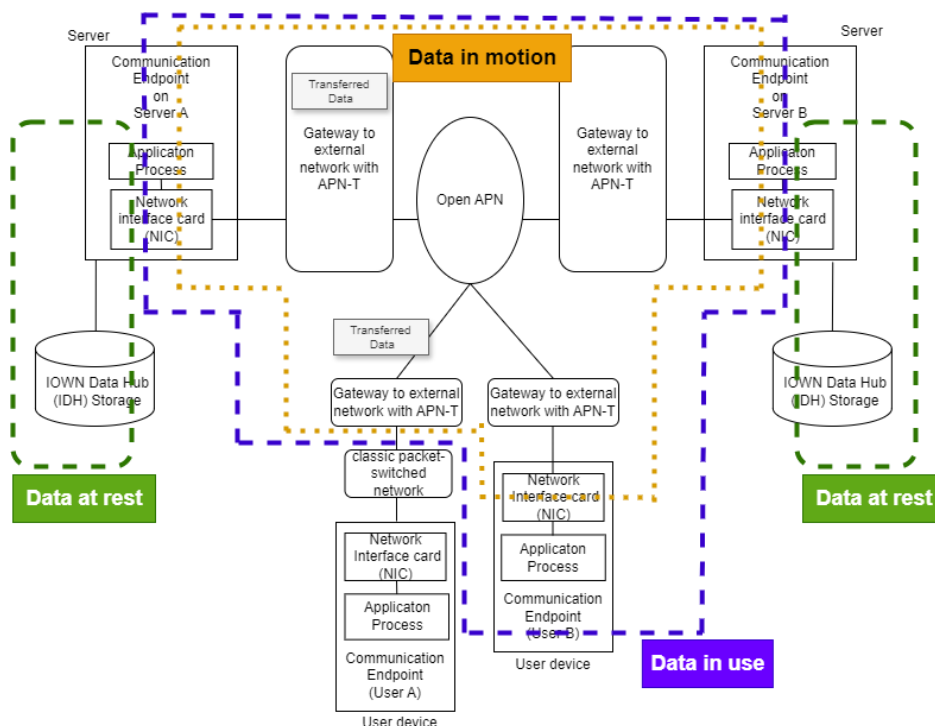 Server
Server
Data in motion
Communication
Endpoint
on
Server A
Applicaton
Process
Network
interface card
(NIC)
Transferred
Data
Gateway to
external
network with
APN-T
Open APN
Gateway to
external
network with
APN-T
Communication
Endpoint
on
Server B
Applicaton
Process
Network
interface card
(NIC)
IOWN Data Hub
(IDH) Storage
Data at rest
Transferred
Data
Gateway to external
network with APN-T
Gateway to external
network with APN-T
IOWN Data Hub
(IDH) Storage
Data at rest
classic packet-
switched
network
Network
Interface card
(NIC)
Applicaton
Process
Communication
Endpoint
(User A)
User device
Network
Interface card
(NIC)
Applicaton
Process
Communication
Endpoint
(User B)
User device
Data in use